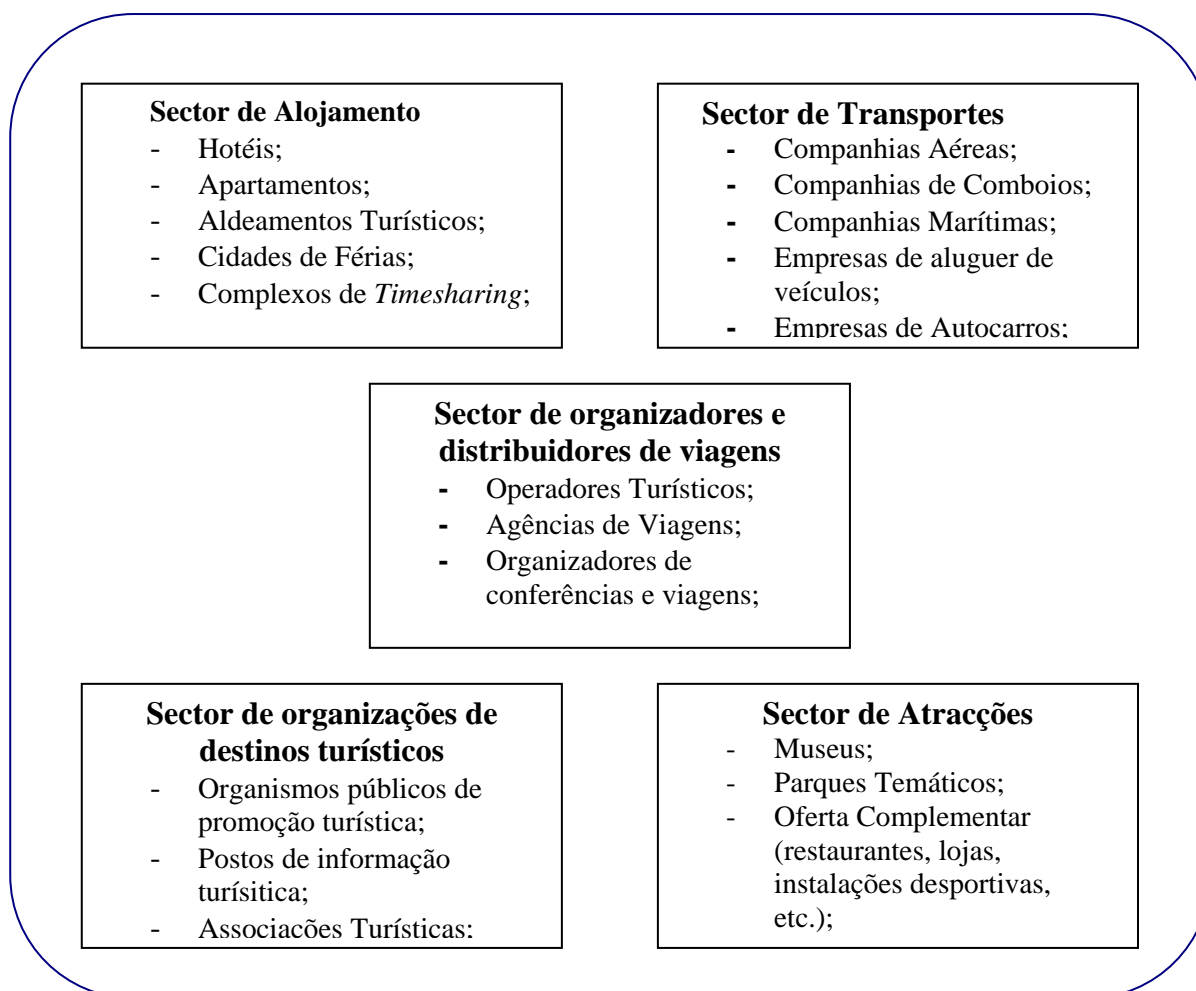 Sector de Alojamento
- Hotéis;
- Apartamentos;
- Aldeamentos Turísticos;
- Cidades de Férias;
- Complexos de Timesharing;
Sector de Transportes
- Companhias Aéreas;
- Companhias de Comboios;
- Companhias Marítimas;
- Empresas de aluguer de
veículos;
- Empresas de Autocarros;
Sector de organizadores e
distribuidores de viagens
- Operadores Turísticos;
- Agências de Viagens;
- Organizadores de
conferências e viagens;
Sector de organizações de
destinos turísticos
- Organismos públicos de
promoção turística;
- Postos de informação
turísitica;
- Associacões Turísticas;
Sector de Atracções
- Museus;
- Parques Temáticos;
- Oferta Complementar
(restaurantes, lojas,
instalações desportivas,
etc.);